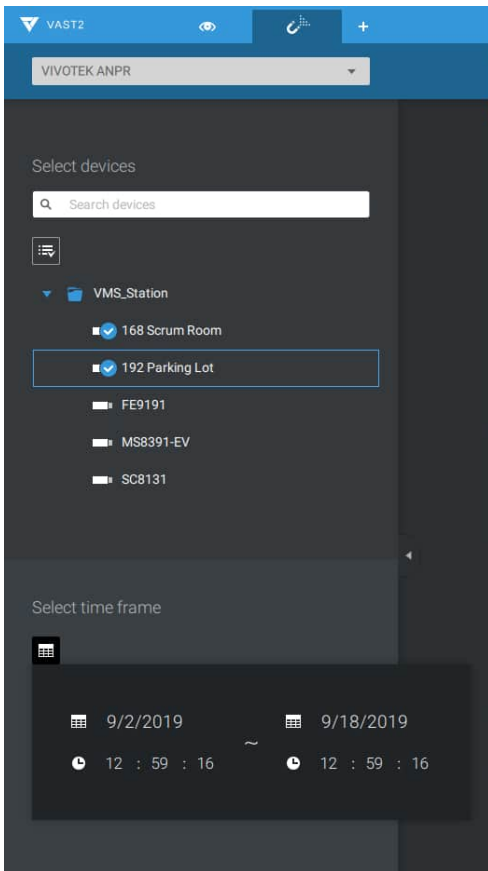 VAST2
+
VIVOTEK ANPR
Select devices
Search devices
VMS_Station
168 Scrum Room
192 Parking Lot
FE9191
MS8391-EV
SC8131
Select time frame
9/2/2019 ~ 9/18/2019
12 : 59 : 16 12 : 59 : 16